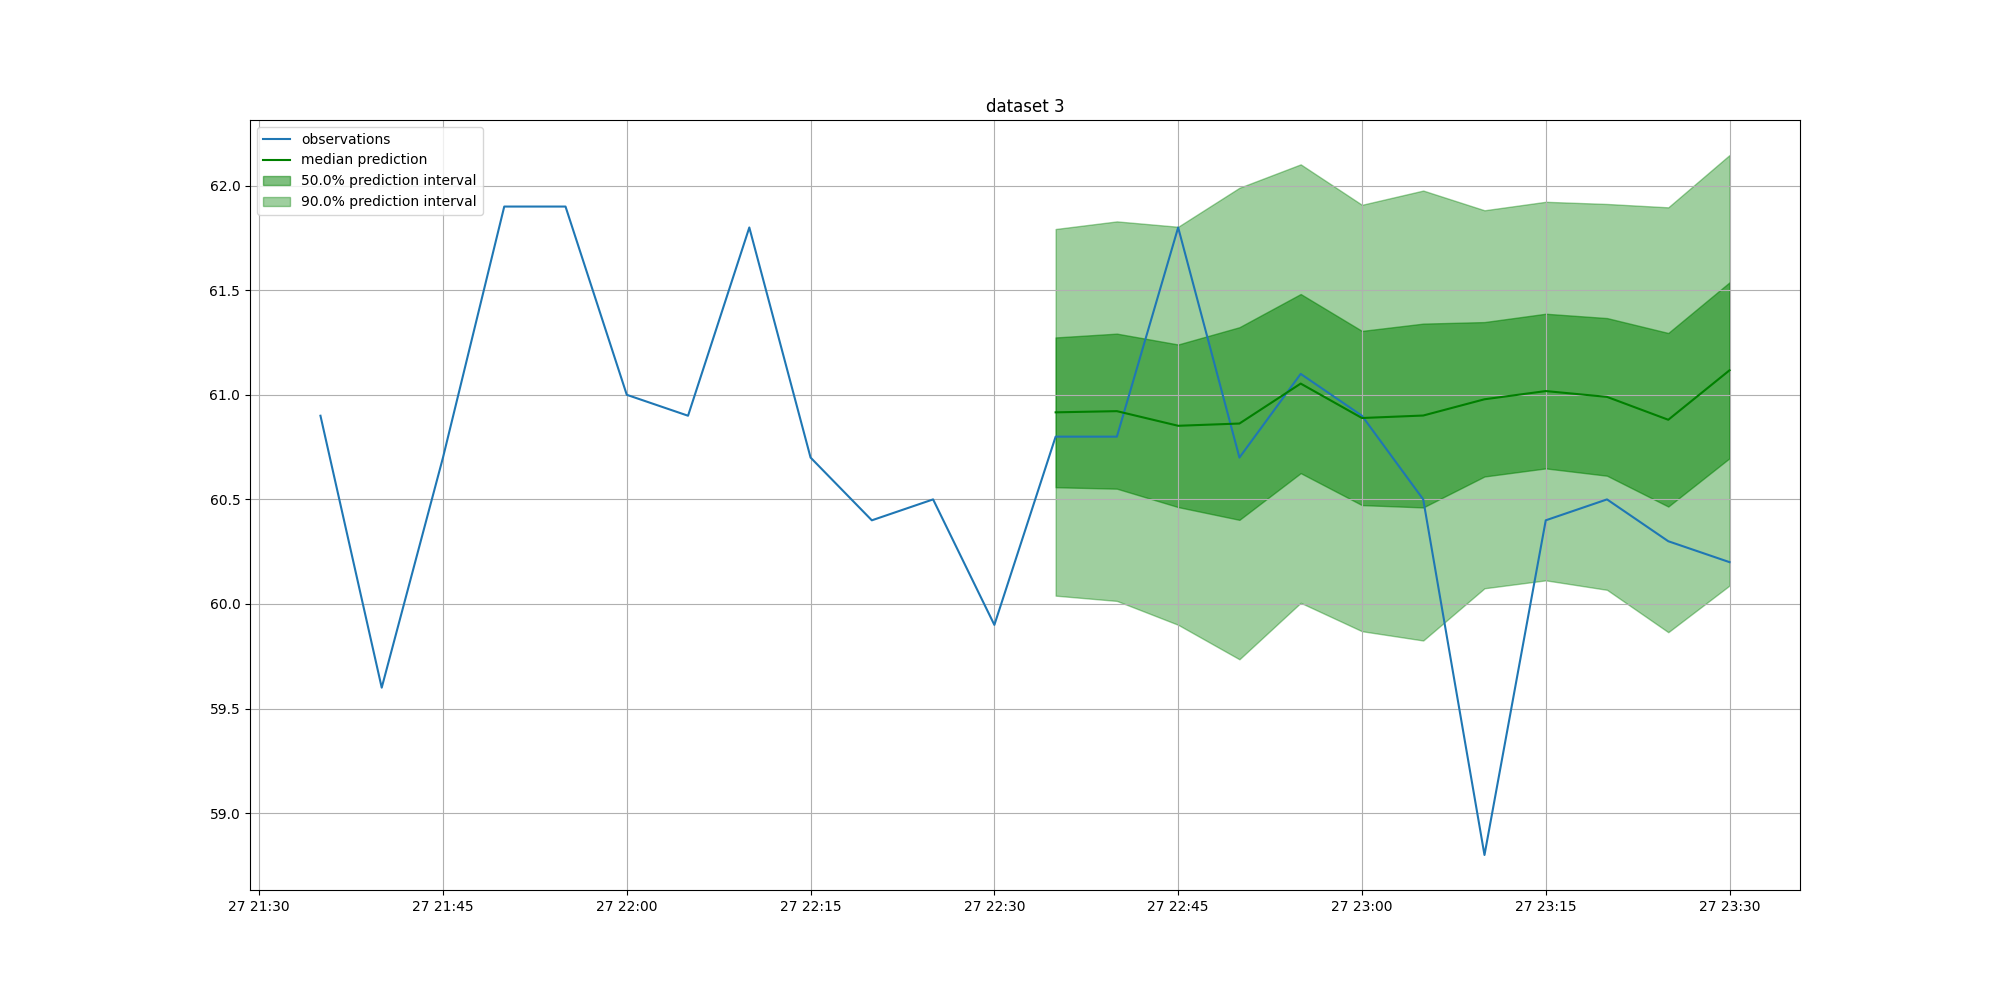 dataset 3
observations
median prediction
50.0% prediction interval
90.0% prediction interval
62.0
61.5
61.0
60.5
60.0
59.5
59.0
27 21:30 27 21:45 27 22:00 27 22:15 27 22:30 27 22:45 27 23:00 27 23:15 27 23:30